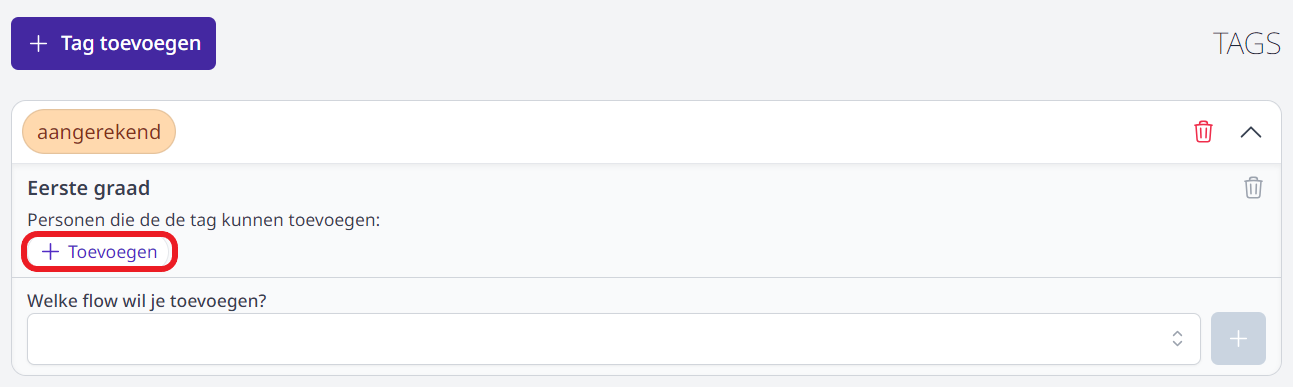 Tag toevoegen
TAGS
aangerekend
Eerste graad
Personen die de de tag kunnen toevoegen:
Toevoegen
Welke flow wil je toevoegen?